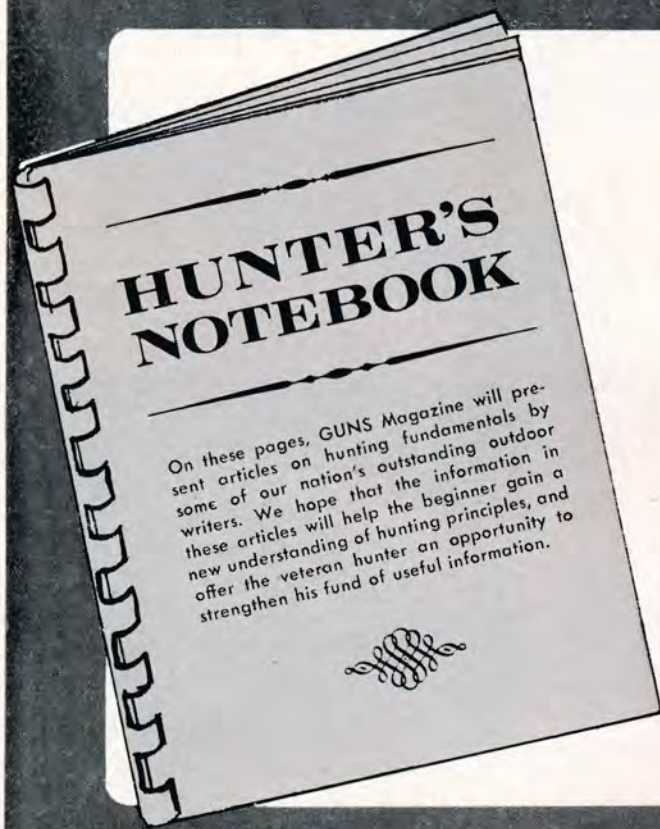 HUNTER'S
NOTEBOOK
On these pages, GUNS Magazine will pre-
sent articles on hunting fundamentals by
some of our nation's outstanding outdoor
writers. We hope that the information in
these articles will help the beginner gain a
new understanding of hunting principles, and
offer the veteran hunter an opportunity to
strengthen his fund of useful information.